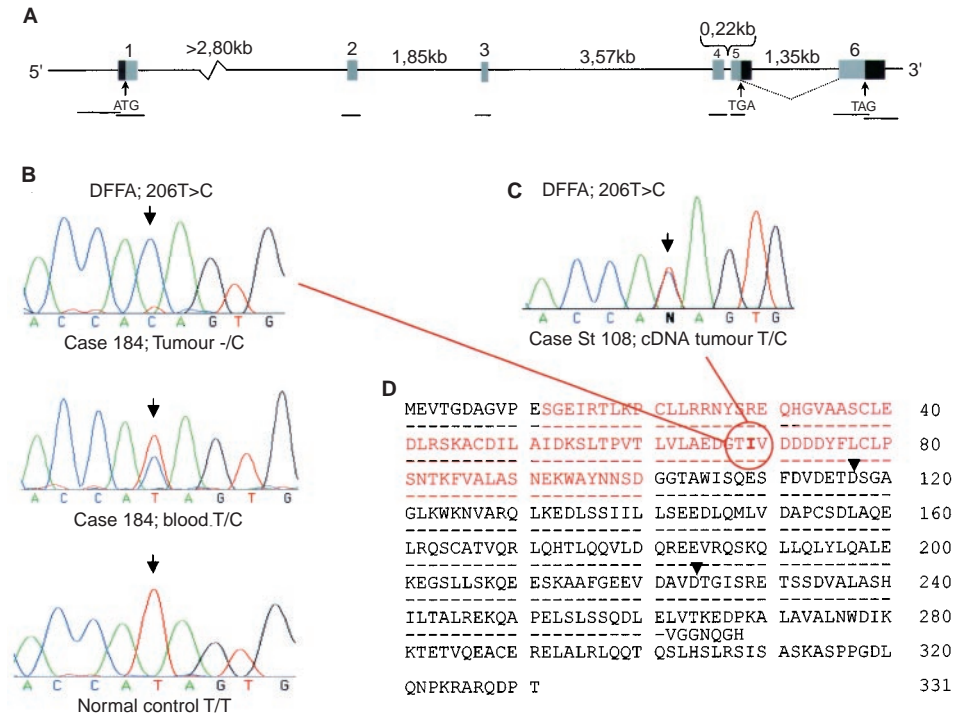 A
5' 1 >2,80kb 2 1,85kb 3 3,57kb 0,22kb 4 5 1,35kb 6 3'
ATG TGA TAG
B
DFFA; 206T>C
A C C A C A G T G
Case 184; Tumour -/C
A C C A T A G T G
Case 184; blood T/C
A C C A T A G T G
Normal control T/T
C
DFFA; 206T>C
A C C A N A G T G
Case St 108; cDNA tumour T/C
D
MEVTGDAGVP ESGEIRTLKP CLLRRNYSRE QHGVAASCLE 40
DLRSKACDIL AIDKSLTPVT LVLAEDGTIV DDDDYFLCLP 80
SNTKFVALAS NEKWAYNNSD GGTAWISQES FDVDETDSGA 120
GLKWKNVARQ LKEDLSSIIL LSEEDLQMLV DAPCSDLAQE 160
LRQSCATVQR LQHTLQQVLD QREEVRQSKQ LLQLYLQALE 200
KEGSLLSKQE ESKAAFGEEV DAVDTGISRE TSSDVALASH 240
ILTALREKQA PELSLSSQDL ELVTKEDPKA LAVALNWDIK 280
---------- ---------- -VGGNQGH
KTETVQEACE RELALRLQQT QSLHSLRSIS ASKASPPGDL 320
QNPKRARQDP T 331